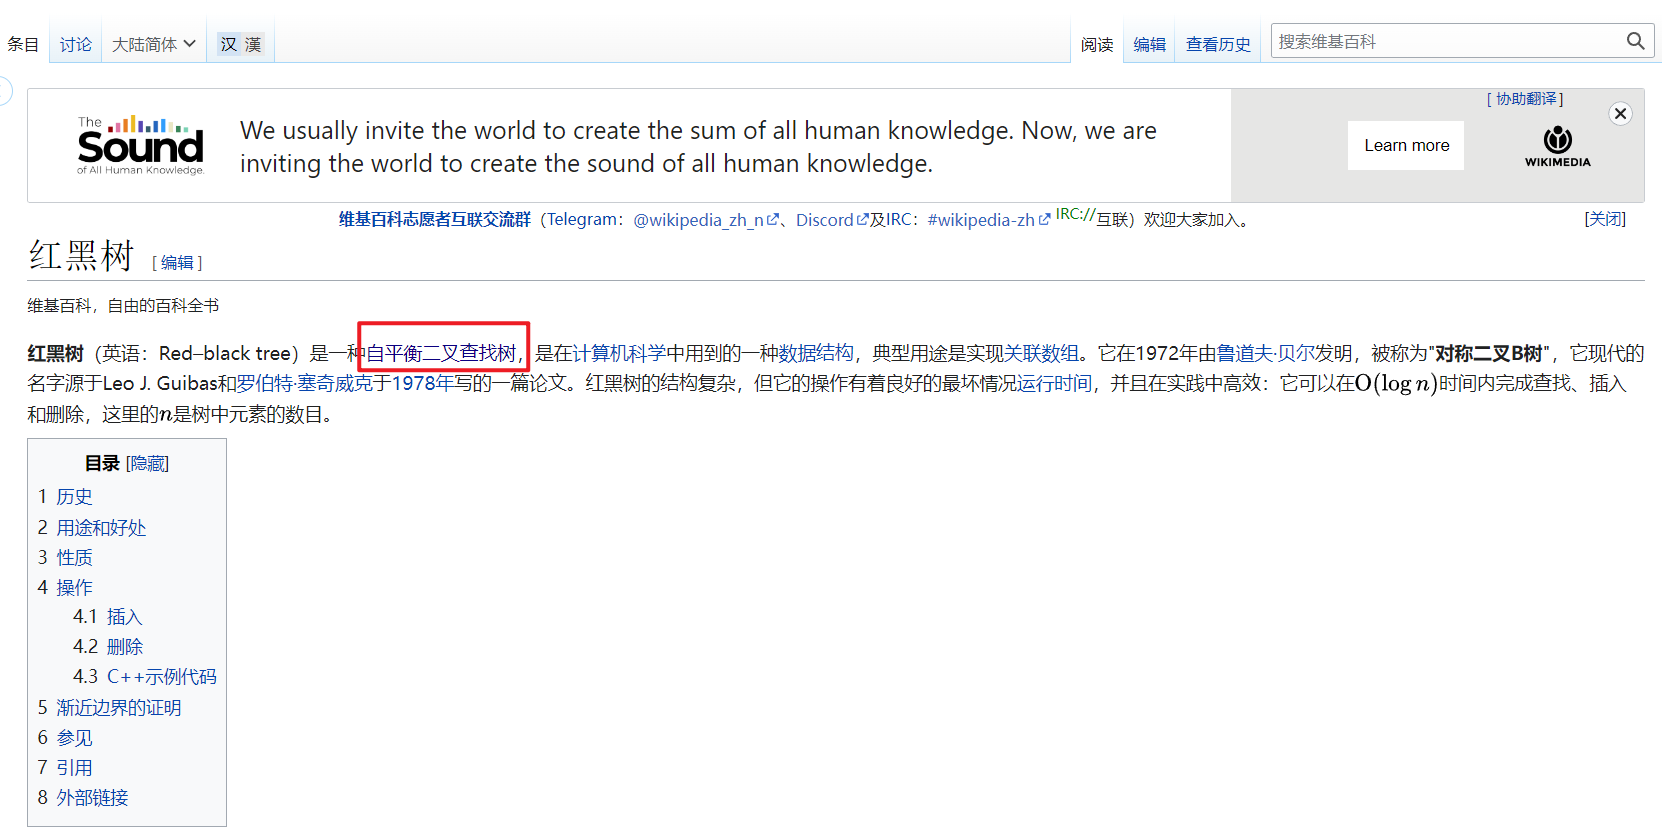 条目 讨论 大陆简体 汉 漢 阅读 编辑 查看历史 搜索维基百科
[ 协助翻译 ]
The
Sound
of All Human Knowledge.
We usually invite the world to create the sum of all human knowledge. Now, we are
inviting the world to create the sound of all human knowledge.
Learn more
WIKIMEDIA
维基百科志愿者互联交流群（Telegram：@wikipedia_zh_n、Discord及IRC：#wikipedia-zh IRC://互联）欢迎大家加入。 [关闭]
红黑树 [ 编辑 ]
维基百科，自由的百科全书
红黑树（英语：Red–black tree）是一种自平衡二叉查找树，是在计算机科学中用到的一种数据结构，典型用途是实现关联数组。它在1972年由鲁道夫·贝尔发明，被称为"对称二叉B树"，它现代的
名字源于Leo J. Guibas和罗伯特·塞奇威克于1978年写的一篇论文。红黑树的结构复杂，但它的操作有着良好的最坏情况运行时间，并且在实践中高效：它可以在O(log n)时间内完成查找、插入
和删除，这里的n是树中元素的数目。
目录 [隐藏]
1 历史
2 用途和好处
3 性质
4 操作
4.1 插入
4.2 删除
4.3 C++示例代码
5 渐近边界的证明
6 参见
7 引用
8 外部链接